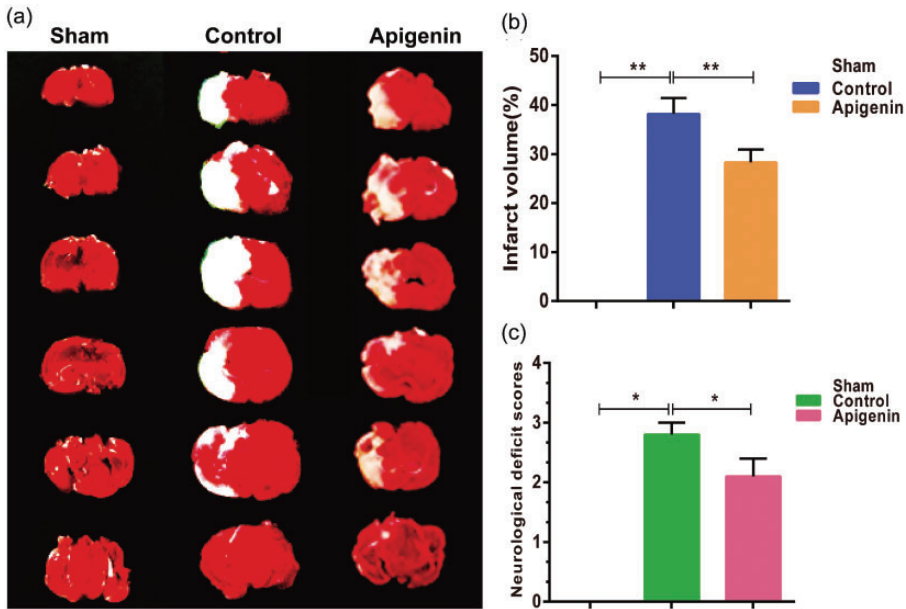 (a)
Sham Control Apigenin
(b)
Infarct volume(%)
50
40
30
20
10
0
** **
Sham
Control
Apigenin
(c)
Neurological deficit scores
4
3
2
1
0
* *
Sham
Control
Apigenin